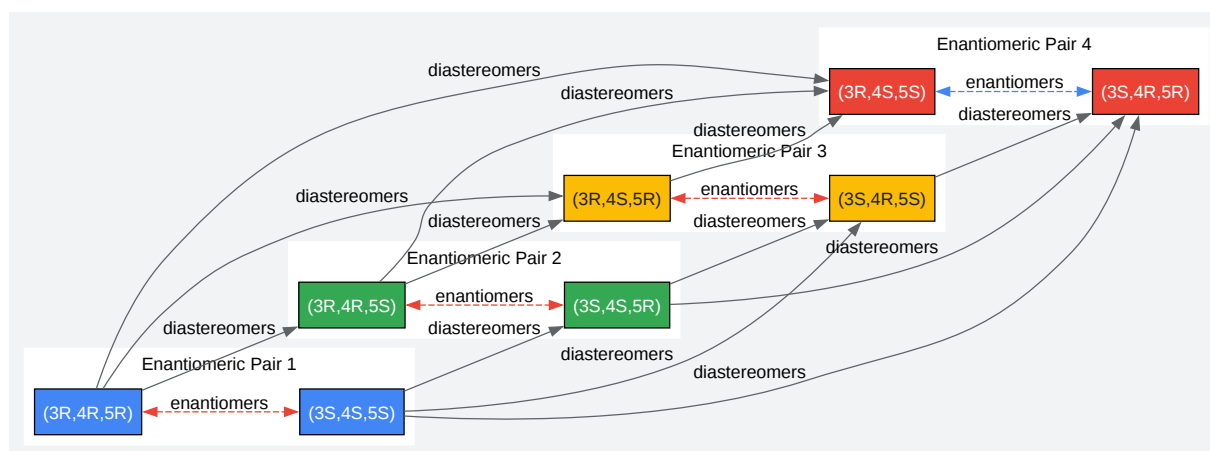 Enantiomeric Pair 4
diastereomers
enantiomers
(3R,4S,5S)
(3S,4R,5R)
diastereomers
diastereomers
diastereomers
Enantiomeric Pair 3
enantiomers
diastereomers
(3R,4S,5R)
(3S,4R,5S)
diastereomers
diastereomers
diastereomers
Enantiomeric Pair 2
enantiomers
(3R,4R,5S)
(3S,4S,5R)
diastereomers
diastereomers
diastereomers
Enantiomeric Pair 1
diastereomers
enantiomers
(3R,4R,5R)
(3S,4S,5S)